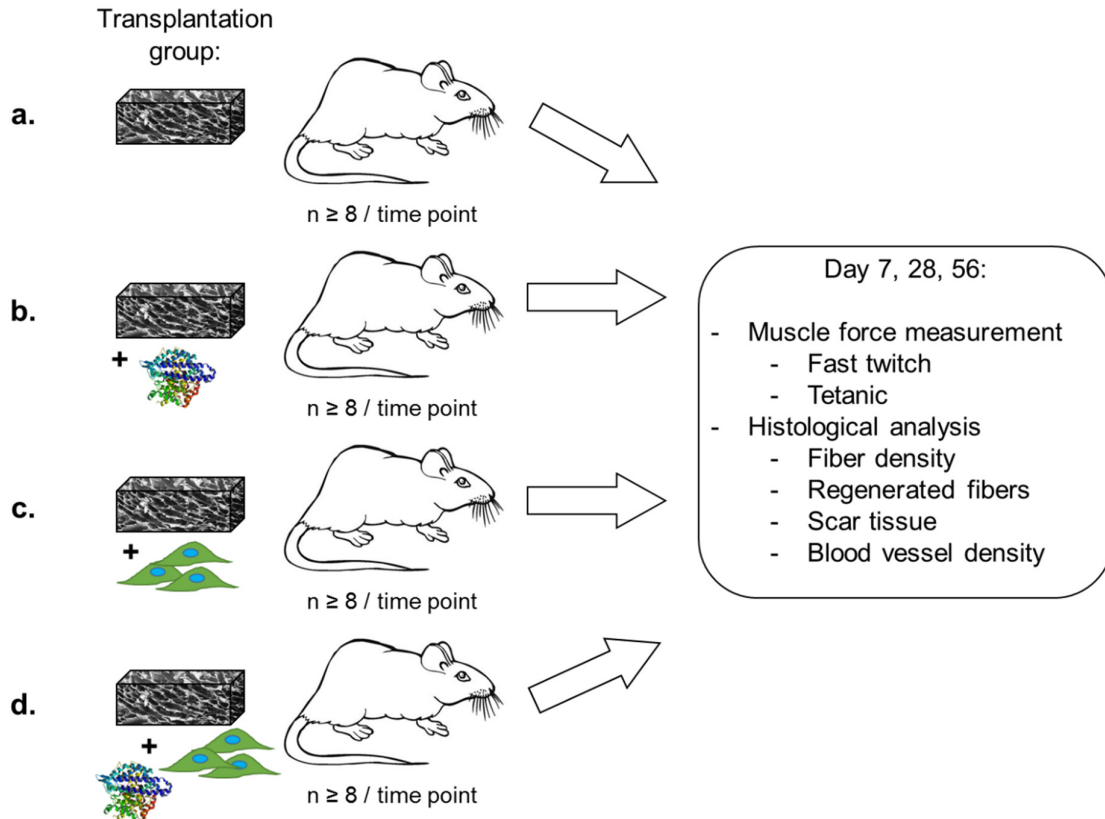 Transplantation
group:
a.
n ≥ 8 / time point
b.
+
n ≥ 8 / time point
c.
+
n ≥ 8 / time point
d.
+
n ≥ 8 / time point
Day 7, 28, 56:
- Muscle force measurement
- Fast twitch
- Tetanic
- Histological analysis
- Fiber density
- Regenerated fibers
- Scar tissue
- Blood vessel density